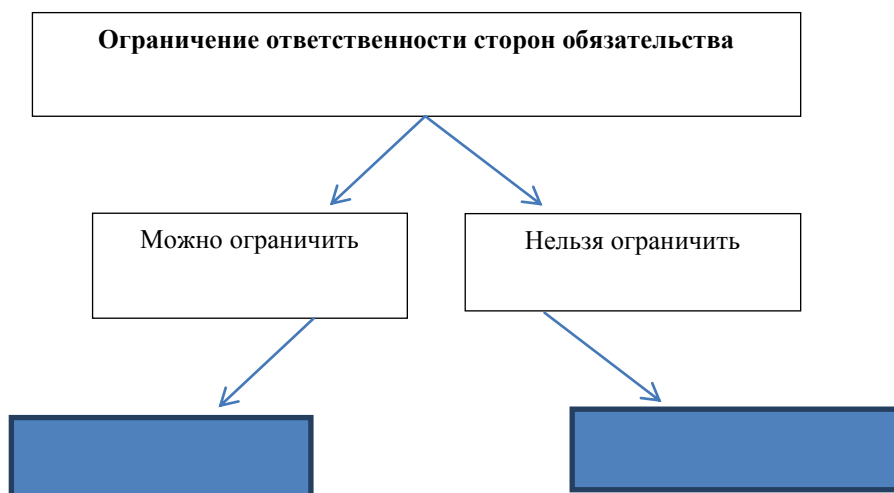 Ограничение ответственности сторон обязательства
Можно ограничить
Нельзя ограничить